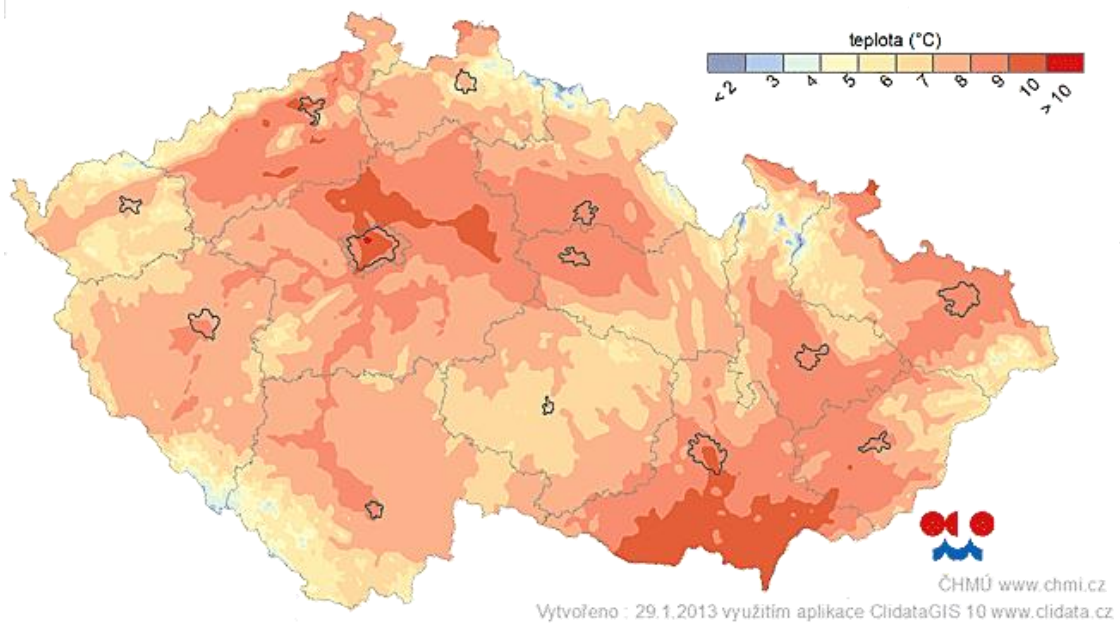 teplota (°C)
< 2 3 4 5 6 7 8 9 10 > 10
ČHMÚ www.chmi.cz
Vytvořeno : 29.1.2013 využitím aplikace ClidataGIS 10 www.clidata.cz